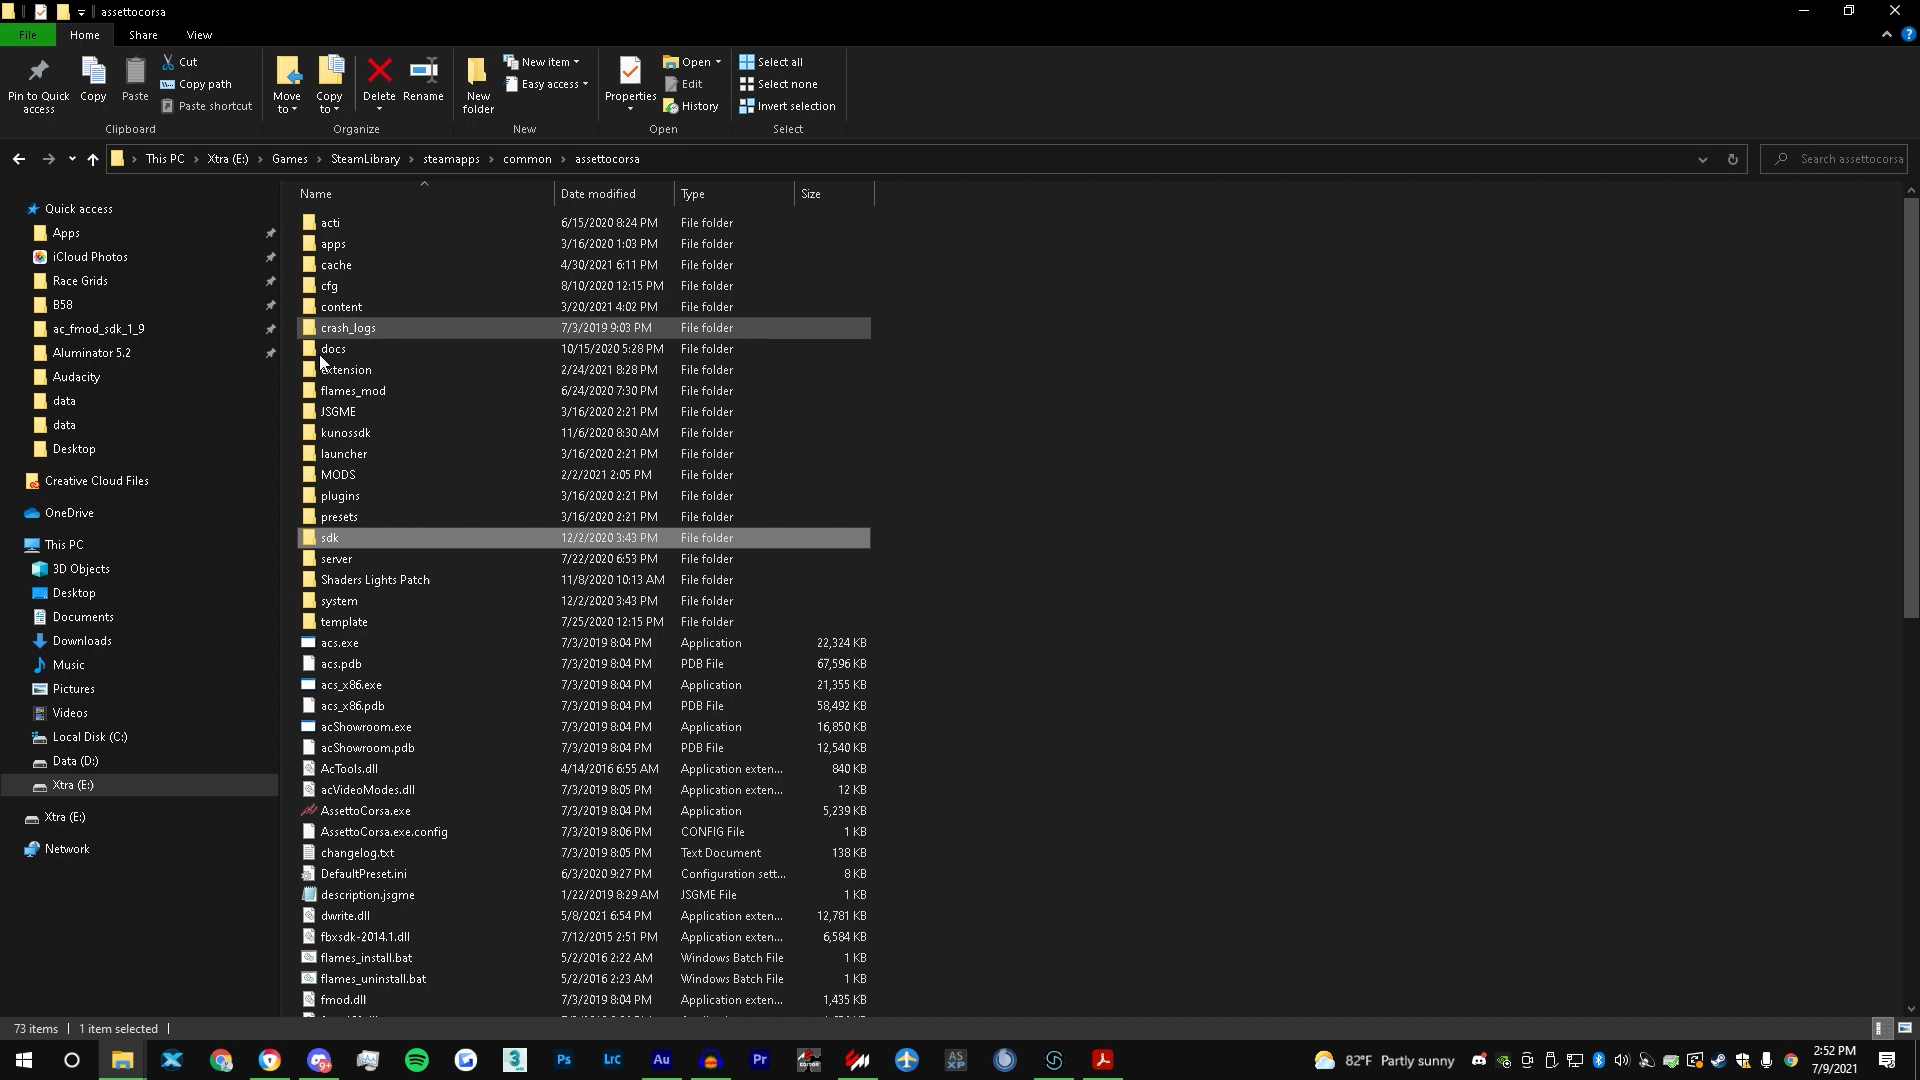 assettocorsa
File Home Share View
Pin to Quick access
Copy
Paste
Cut
Copy path
Paste shortcut
Clipboard
Move to
Copy to
Delete
Rename
Organize
New folder
New item
Easy access
New
Properties
Open
Edit
History
Open
Select all
Select none
Invert selection
Select
This PC > Xtra (E:) > Games > SteamLibrary > steamapps > common > assettocorsa
Search assettocorsa
Quick access
Apps
iCloud Photos
Race Grids
B58
ac_fmod_sdk_1_9
Aluminator 5.2
Audacity
data
data
Desktop
Creative Cloud Files
OneDrive
This PC
3D Objects
Desktop
Documents
Downloads
Music
Pictures
Videos
Local Disk (C:)
Data (D:)
Xtra (E:)
Xtra (E:)
Network
Name Date modified Type Size
acti 6/15/2020 8:24 PM File folder
apps 3/16/2020 1:03 PM File folder
cache 4/30/2021 6:11 PM File folder
cfg 8/10/2020 12:15 PM File folder
content 3/20/2021 4:02 PM File folder
crash_logs 7/3/2019 9:03 PM File folder
docs 10/15/2020 5:28 PM File folder
extension 2/24/2021 8:28 PM File folder
flames_mod 6/24/2020 7:30 PM File folder
JSGME 3/16/2020 2:21 PM File folder
kunossdk 11/6/2020 8:30 AM File folder
launcher 3/16/2020 2:21 PM File folder
MODS 2/2/2021 2:05 PM File folder
plugins 3/16/2020 2:21 PM File folder
presets 3/16/2020 2:21 PM File folder
sdk 12/2/2020 3:43 PM File folder
server 7/22/2020 6:53 PM File folder
Shaders Lights Patch 11/8/2020 10:13 AM File folder
system 12/2/2020 3:43 PM File folder
template 7/25/2020 12:15 PM File folder
acs.exe 7/3/2019 8:04 PM Application 22,324 KB
acs.pdb 7/3/2019 8:04 PM PDB File 67,596 KB
acs_x86.exe 7/3/2019 8:04 PM Application 21,355 KB
acs_x86.pdb 7/3/2019 8:04 PM PDB File 58,492 KB
acShowroom.exe 7/3/2019 8:04 PM Application 16,850 KB
acShowroom.pdb 7/3/2019 8:04 PM PDB File 12,540 KB
AcTools.dll 4/14/2016 6:55 AM Application exten... 840 KB
acVideoModes.dll 7/3/2019 8:05 PM Application exten... 12 KB
AssettoCorsa.exe 7/3/2019 8:04 PM Application 5,239 KB
AssettoCorsa.exe.config 7/3/2019 8:06 PM CONFIG File 1 KB
changelog.txt 7/3/2019 8:05 PM Text Document 138 KB
DefaultPreset.ini 6/3/2020 9:27 PM Configuration sett... 8 KB
description.jsgme 1/22/2019 8:29 AM JSGME File 1 KB
dwrite.dll 5/8/2021 6:54 PM Application exten... 12,781 KB
fbxsdk-2014.1.dll 7/12/2015 2:51 PM Application exten... 6,584 KB
flames_install.bat 5/2/2016 2:22 AM Windows Batch File 1 KB
flames_uninstall.bat 5/2/2016 2:23 AM Windows Batch File 1 KB
fmod.dll 7/3/2019 8:04 PM Application exten... 1,435 KB
73 items 1 item selected
Ps Lrc Au Pr
82°F Partly sunny
2:52 PM
7/9/2021